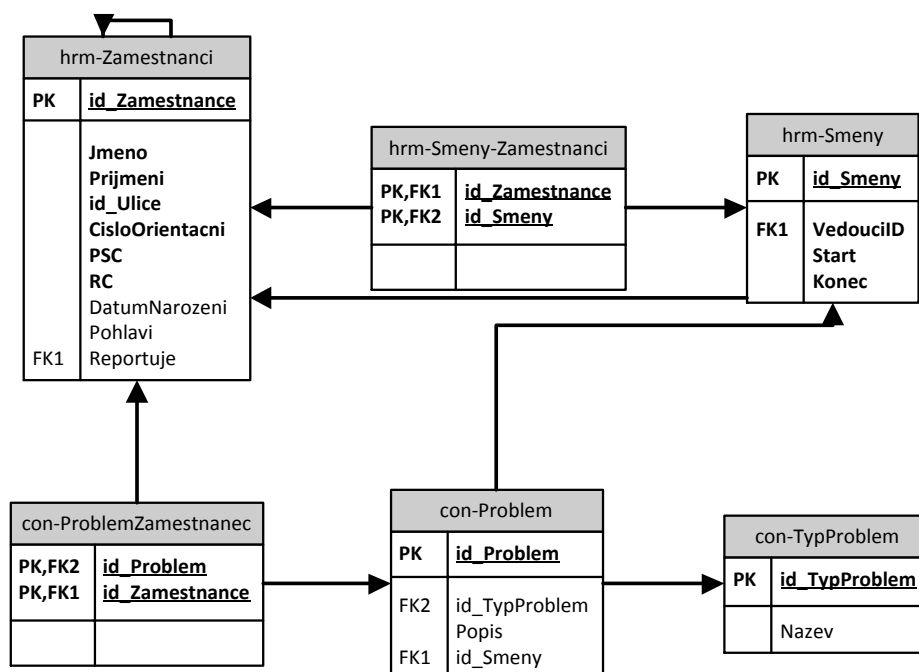 hrm-Zamestnanci
PK id_Zamestnance
Jmeno
Prijmeni
id_Ulice
CisloOrientacni
PSC
RC
DatumNarozeni
Pohlavi
FK1 Reportuje
hrm-Smeny-Zamestnanci
PK,FK1 id_Zamestnance
PK,FK2 id_Smeny
hrm-Smeny
PK id_Smeny
FK1 VedouciID
Start
Konec
con-ProblemZamestnanec
PK,FK2 id_Problem
PK,FK1 id_Zamestnance
con-Problem
PK id_Problem
FK2 id_TypProblem
Popis
FK1 id_Smeny
con-TypProblem
PK id_TypProblem
Nazev